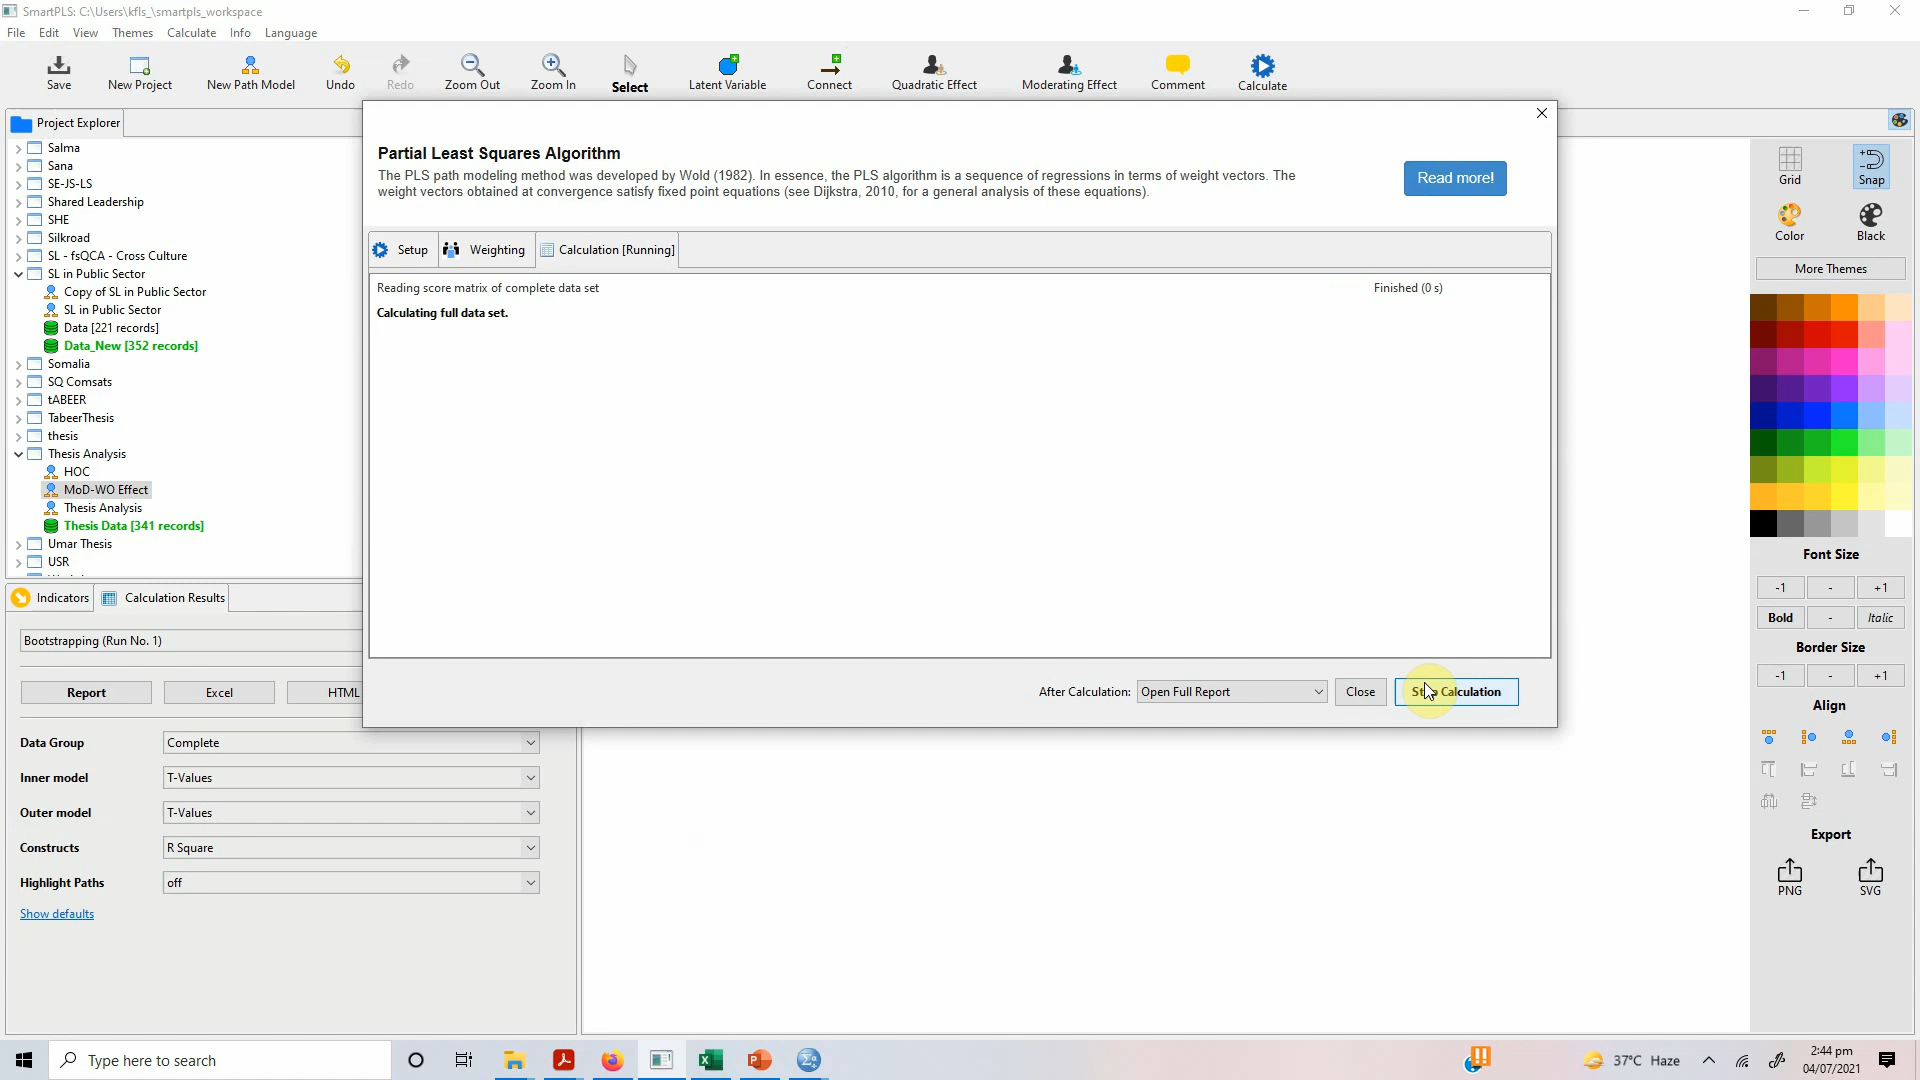 SmartPLS: C:\Users\kfls_\smartpls_workspace
File Edit View Themes Calculate Info Language
Save New Project New Path Model Undo Redo Zoom Out Zoom In Select Latent Variable Connect Quadratic Effect Moderating Effect Comment Calculate
Project Explorer
Salma
Sana
SE-JS-LS
Shared Leadership
SHE
Silkroad
SL - fsQCA - Cross Culture
SL in Public Sector
Copy of SL in Public Sector
SL in Public Sector
Data [221 records]
Data_New [352 records]
Somalia
SQ Comsats
tABEER
TabeerThesis
thesis
Thesis Analysis
HOC
MoD-WO Effect
Thesis Analysis
Thesis Data [341 records]
Umar Thesis
USR
Indicators Calculation Results
Bootstrapping (Run No. 1)
Report Excel HTML
Data Group Complete
Inner model T-Values
Outer model T-Values
Constructs R Square
Highlight Paths off
Show defaults
Partial Least Squares Algorithm
The PLS path modeling method was developed by Wold (1982). In essence, the PLS algorithm is a sequence of regressions in terms of weight vectors. The
weight vectors obtained at convergence satisfy fixed point equations (see Dijkstra, 2010, for a general analysis of these equations).
Read more!
Setup Weighting Calculation [Running]
Reading score matrix of complete data set Finished (0 s)
Calculating full data set.
After Calculation: Open Full Report Close Calculation
Grid Snap
Color Black
More Themes
Font Size
-1 - +1
Bold - Italic
Border Size
-1 - +1
Align
Export
PNG SVG
Type here to search
37°C Haze
2:44 pm
04/07/2021